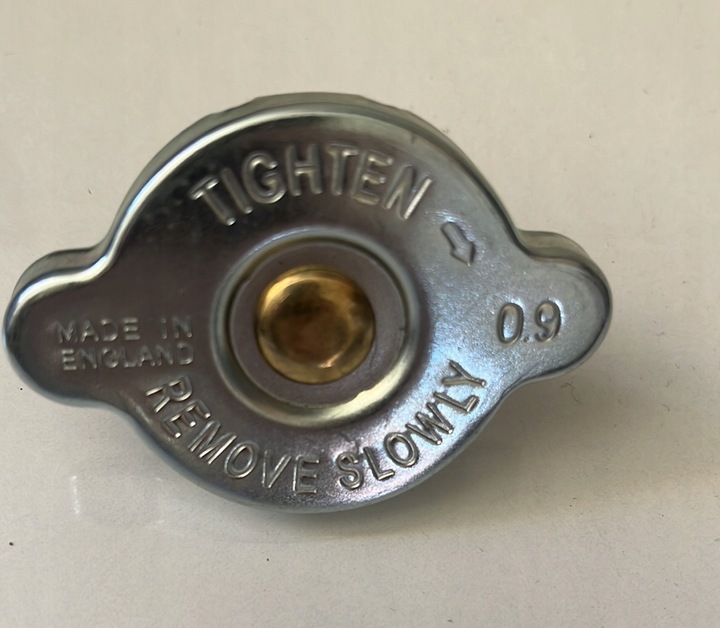 TIGHTEN
0.9
MADE IN
ENGLAND
REMOVE SLOWLY